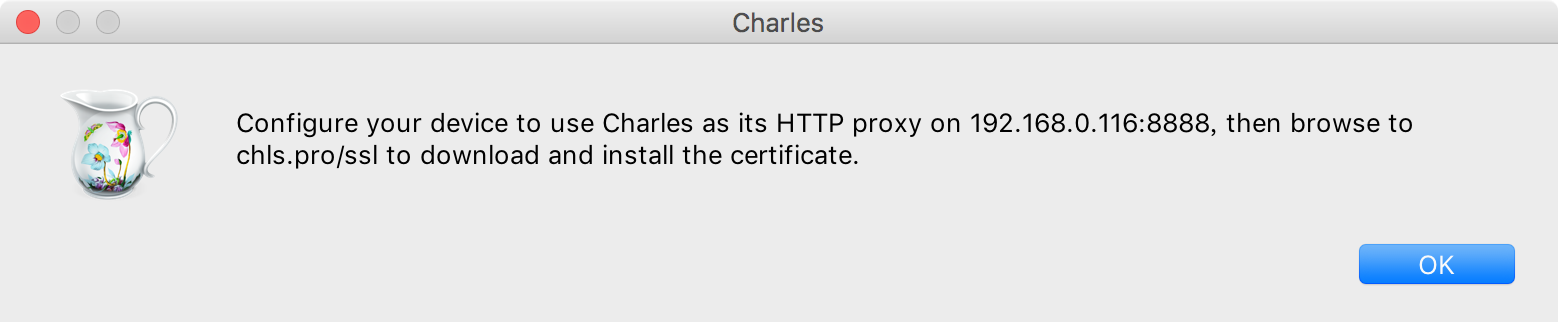 Charles
Configure your device to use Charles as its HTTP proxy on 192.168.0.116:8888, then browse to
chls.pro/ssl to download and install the certificate.
OK